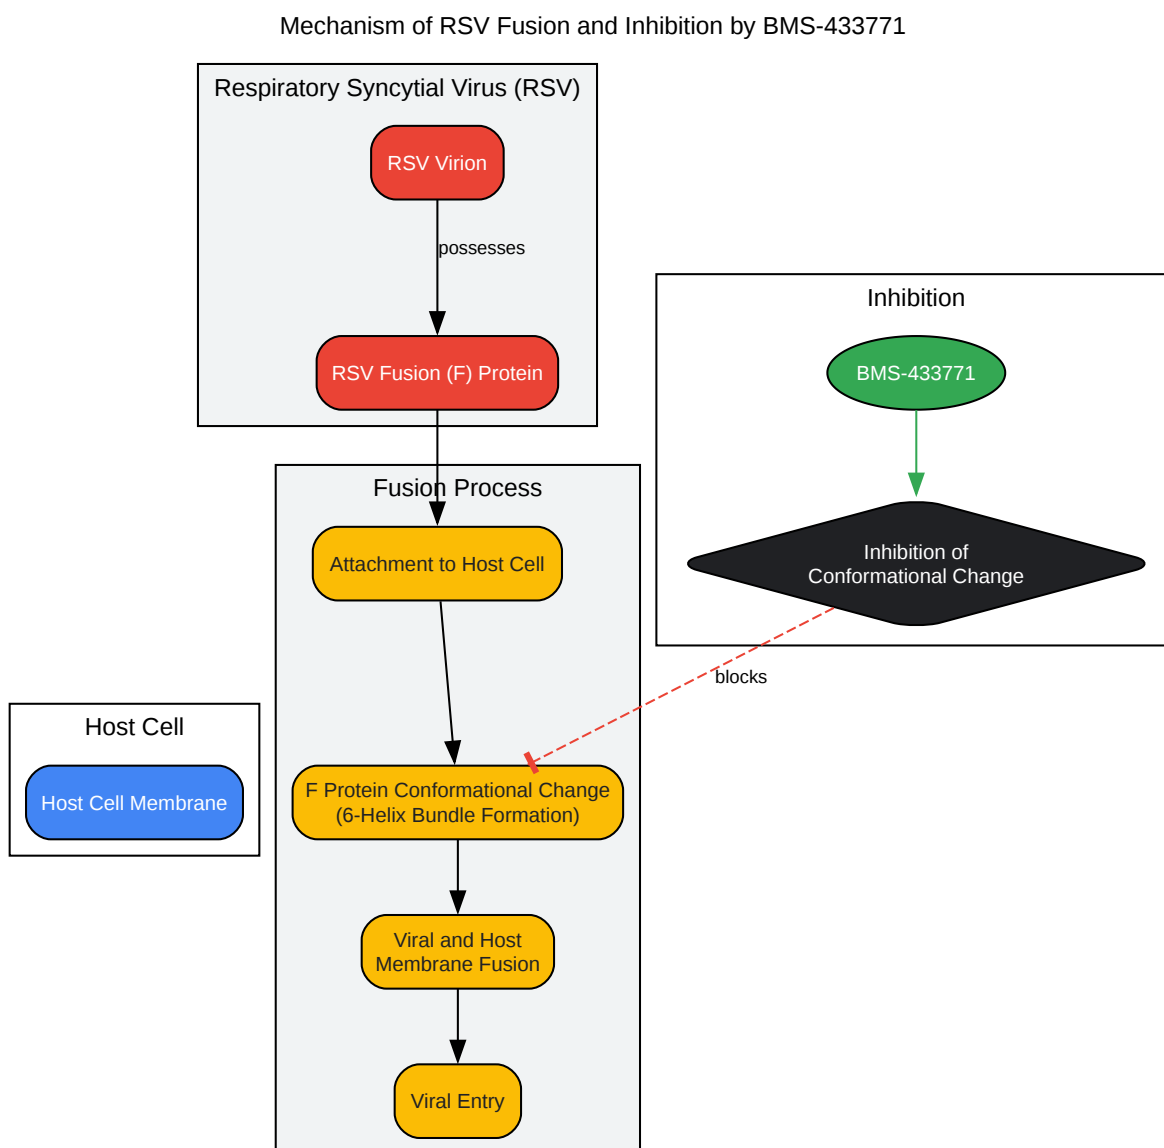 Mechanism of RSV Fusion and Inhibition by BMS-433771
Respiratory Syncytial Virus (RSV)
RSV Virion
possesses
RSV Fusion (F) Protein
Inhibition
BMS-433771
Inhibition of
Conformational Change
blocks
Fusion Process
Attachment to Host Cell
Host Cell
Host Cell Membrane
F Protein Conformational Change
(6-Helix Bundle Formation)
Viral and Host
Membrane Fusion
Viral Entry